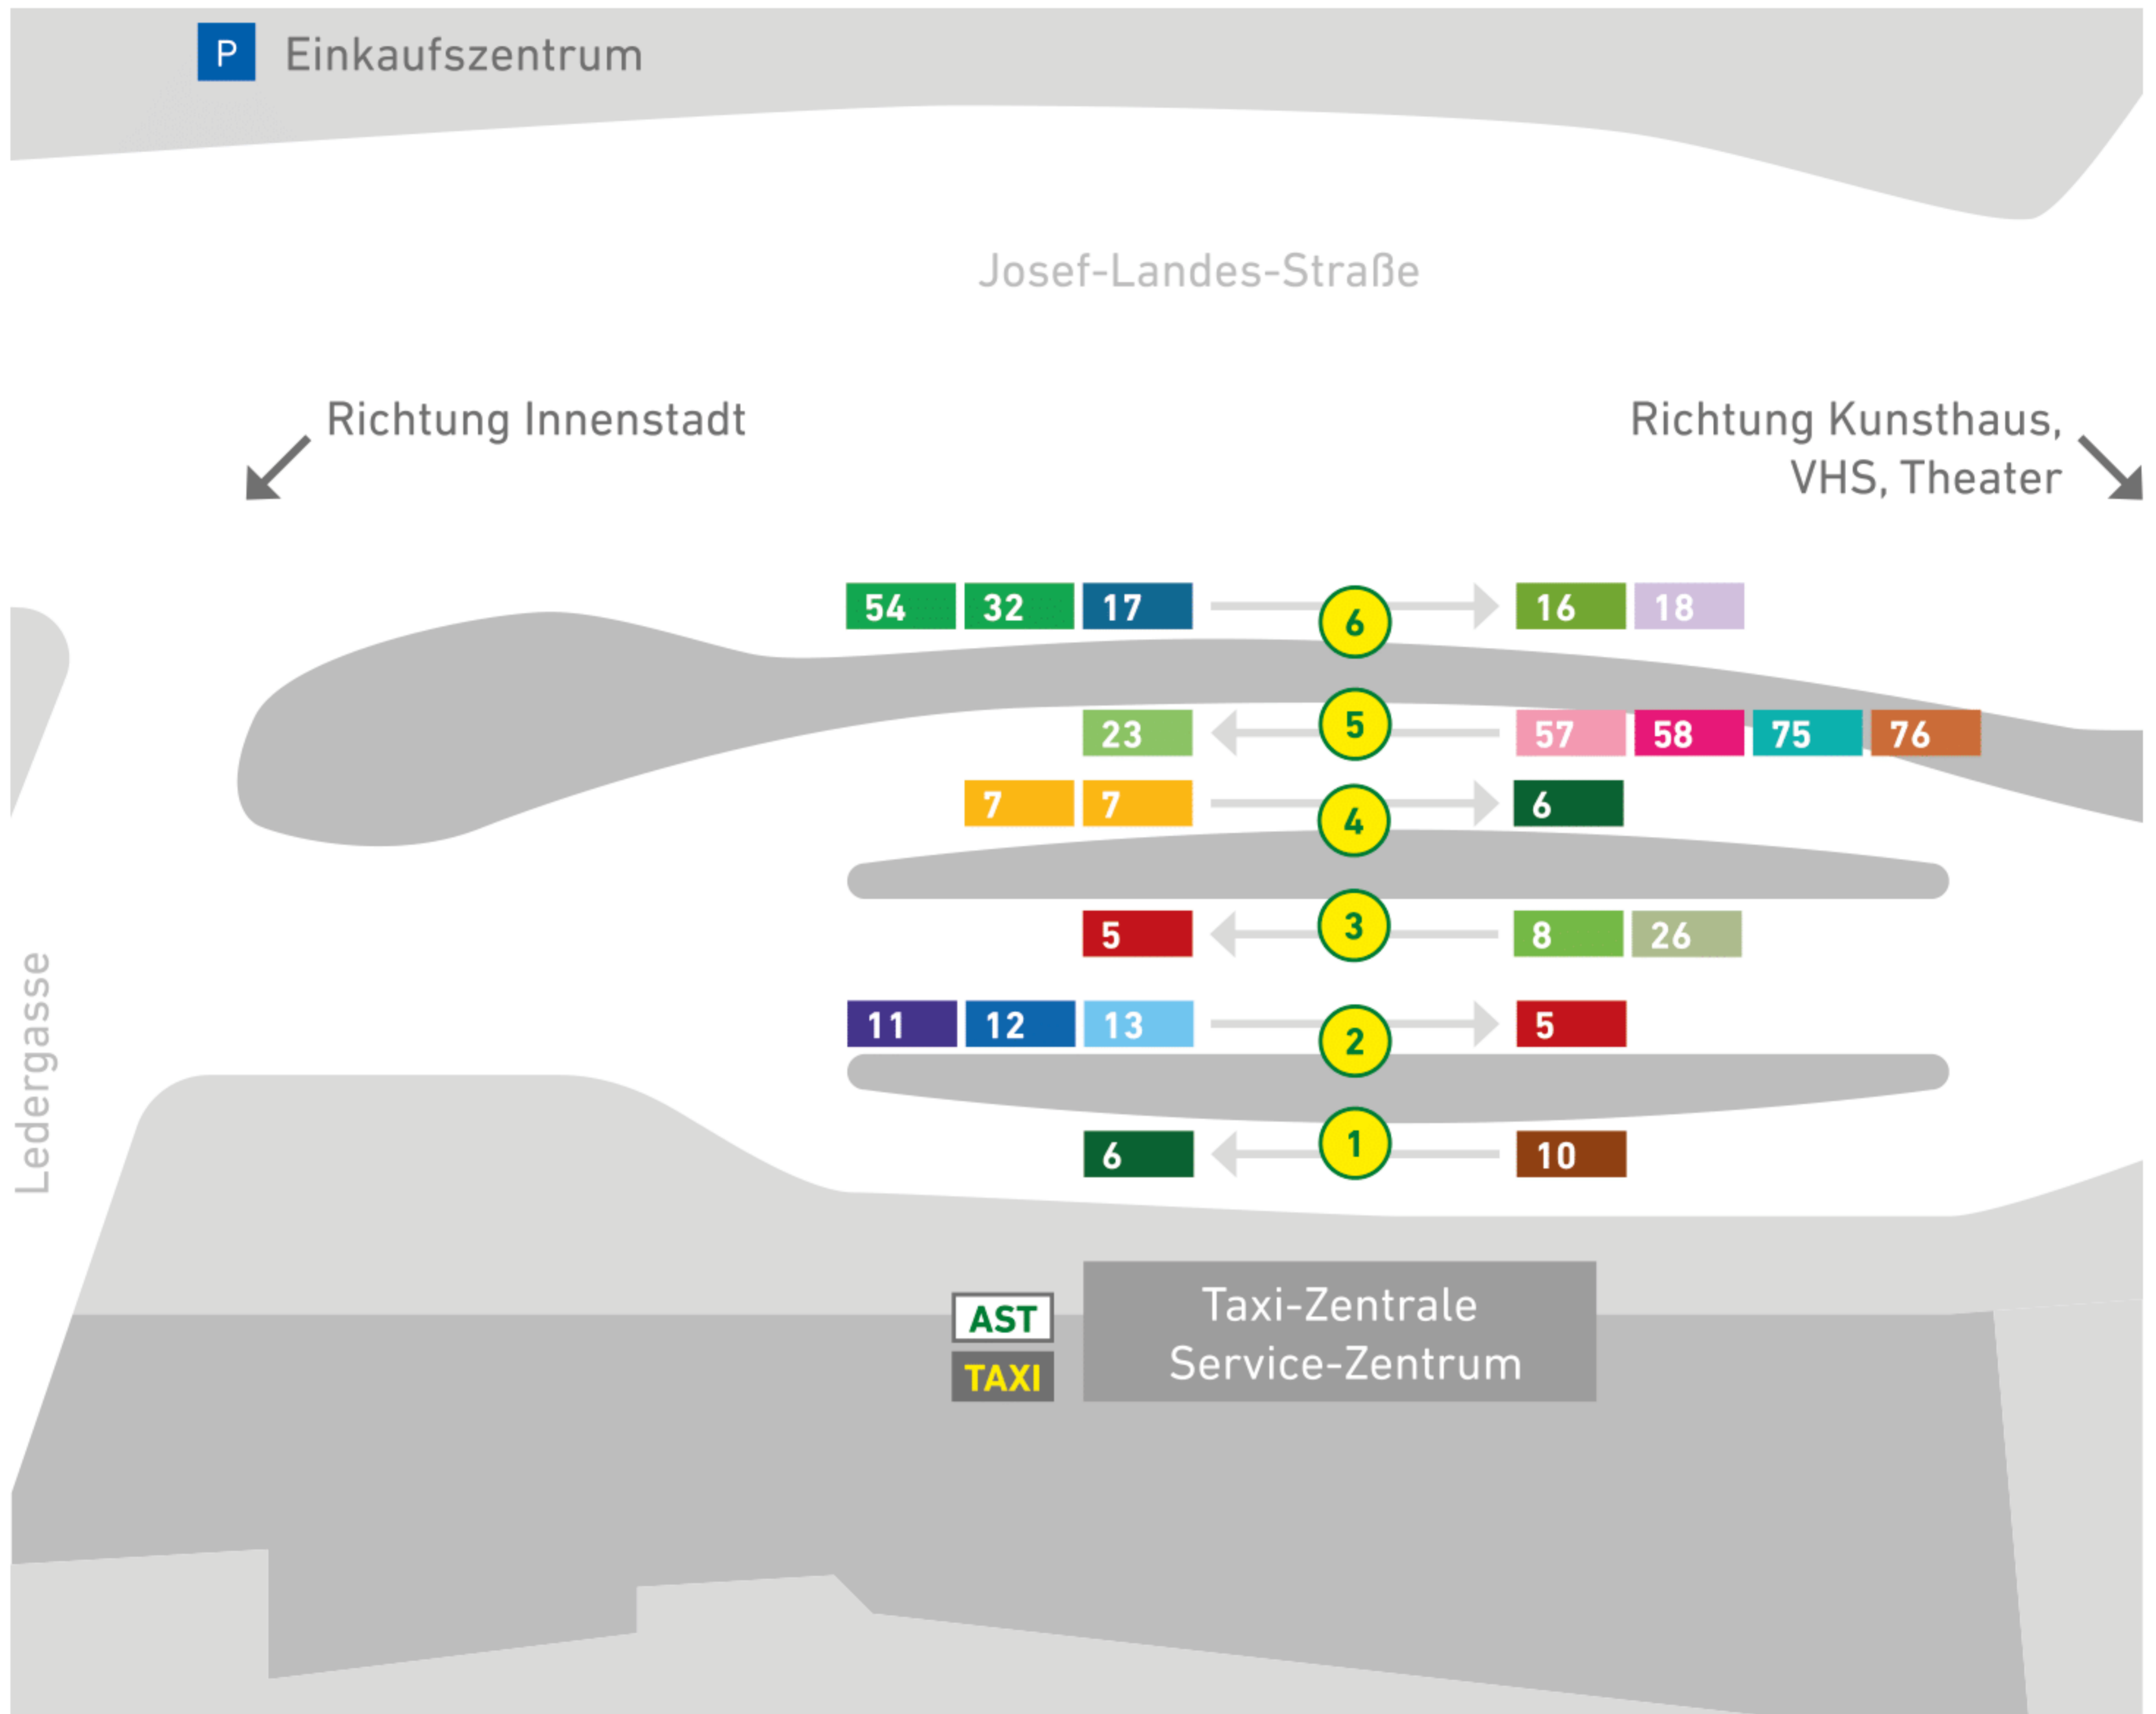 P Einkaufszentrum
Josef-Landes-Straße
Richtung Innenstadt
Richtung Kunsthaus,
VHS, Theater
54 32 17 6 16 18
23 5 57 58 75 76
7 7 4 6
5 3 8 26
11 12 13 2 5
6 1 10
Ledergasse
AST
TAXI
Taxi-Zentrale
Service-Zentrum